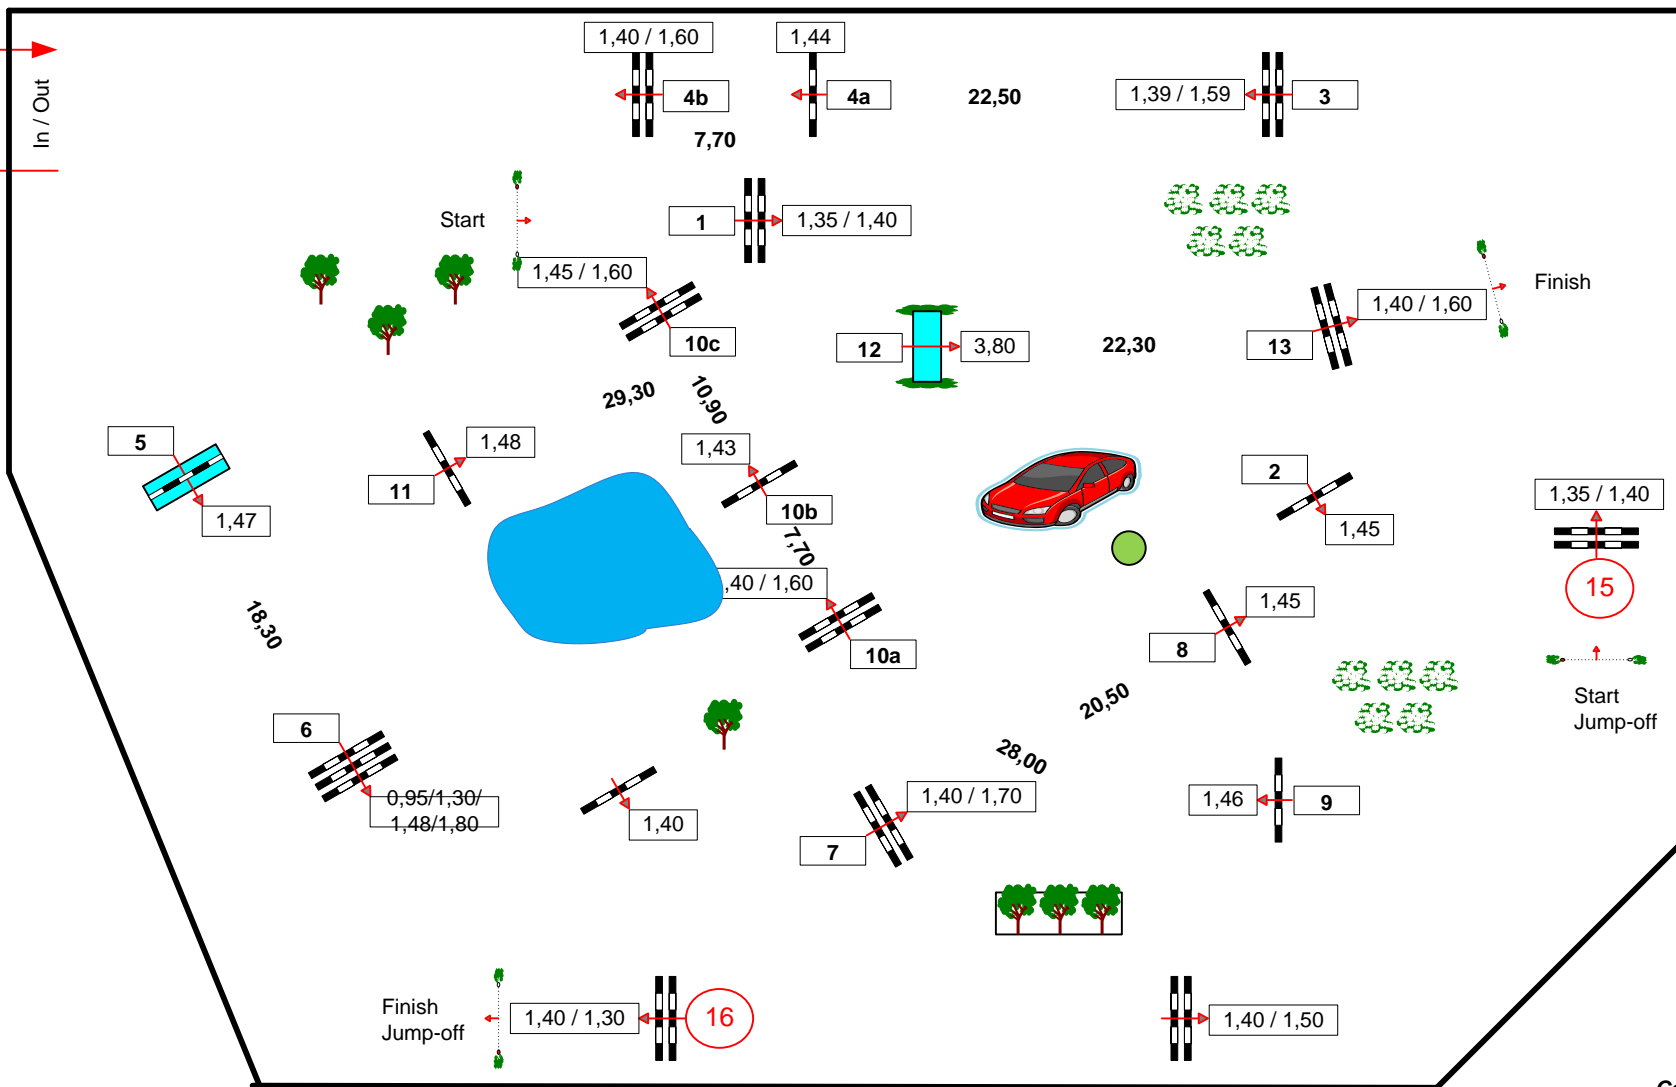 1,40 / 1,60
1,44
In / Out
4b
4a
22,50
1,39 / 1,59
3
7,70
Start
1
1,35 / 1,40
1,45 / 1,60
Finish
1,40 / 1,60
10c
12
3,80
22,30
13
29,30
10,90
5
1,48
1,43
2
11
10b
1,35 / 1,40
1,47
1,45
7,70
,40 / 1,60
15
1,45
18,30
8
10a
20,50
Start
Jump-off
6
28,00
0,95/1,30/
1,48/1,80
1,40
1,40 / 1,70
1,46
9
7
Finish
Jump-off
1,40 / 1,30
16
1,40 / 1,50